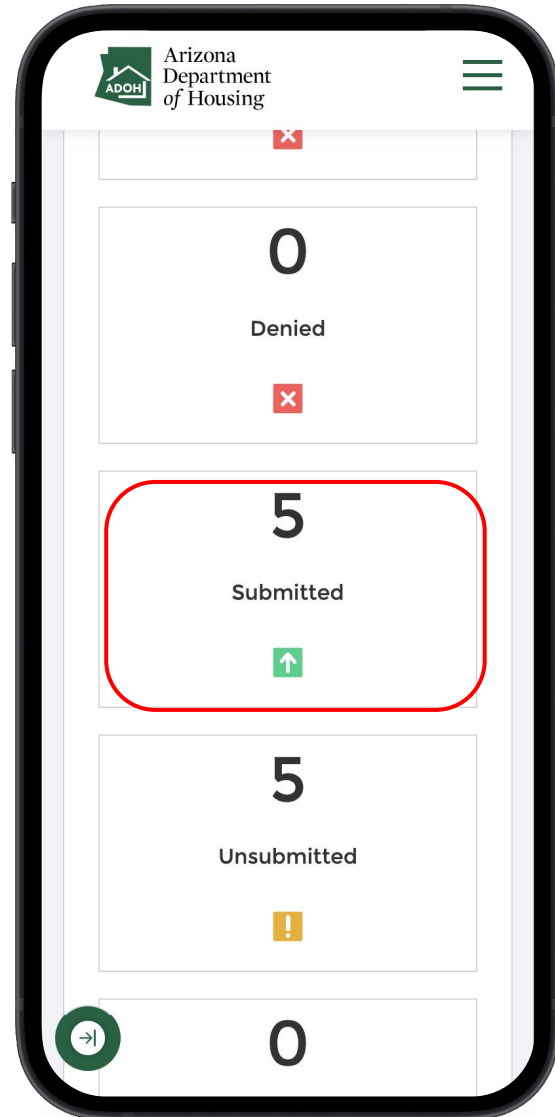 ADOH
Arizona
Department
of Housing
0
Denied
5
Submitted
5
Unsubmitted
0